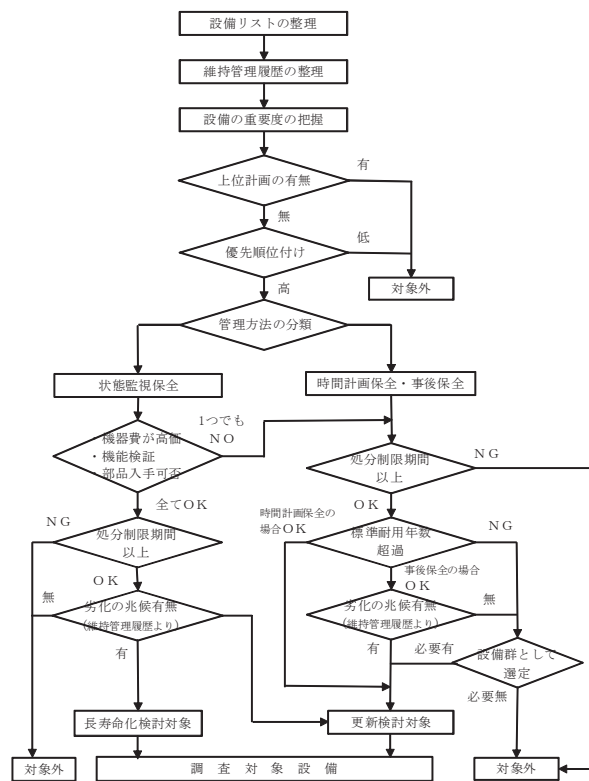 設備リストの整理
維持管理履歴の整理
設備の重要度の把握
有
上位計画の有無
無
低
優先順位付け
対象外
高
管理方法の分類
状態監視保全
時間計画保全・事後保全
1つでも
NO
・機器費が高価
・機能検証
・部品入手可否
処分制限期間
以上
NG
全てOK
OK
時間計画保全の
場合OK
NG
処分制限期間
以上
標準耐用年数
超過
NG
OK
事後保全の場合
OK
無
劣化の兆候有無
(維持管理履歴より)
劣化の兆候有無
(維持管理履歴より)
無
有
有
必要有
設備群として
選定
必要無
長寿命化検討対象
更新検討対象
対象外
調査対象設備
対象外